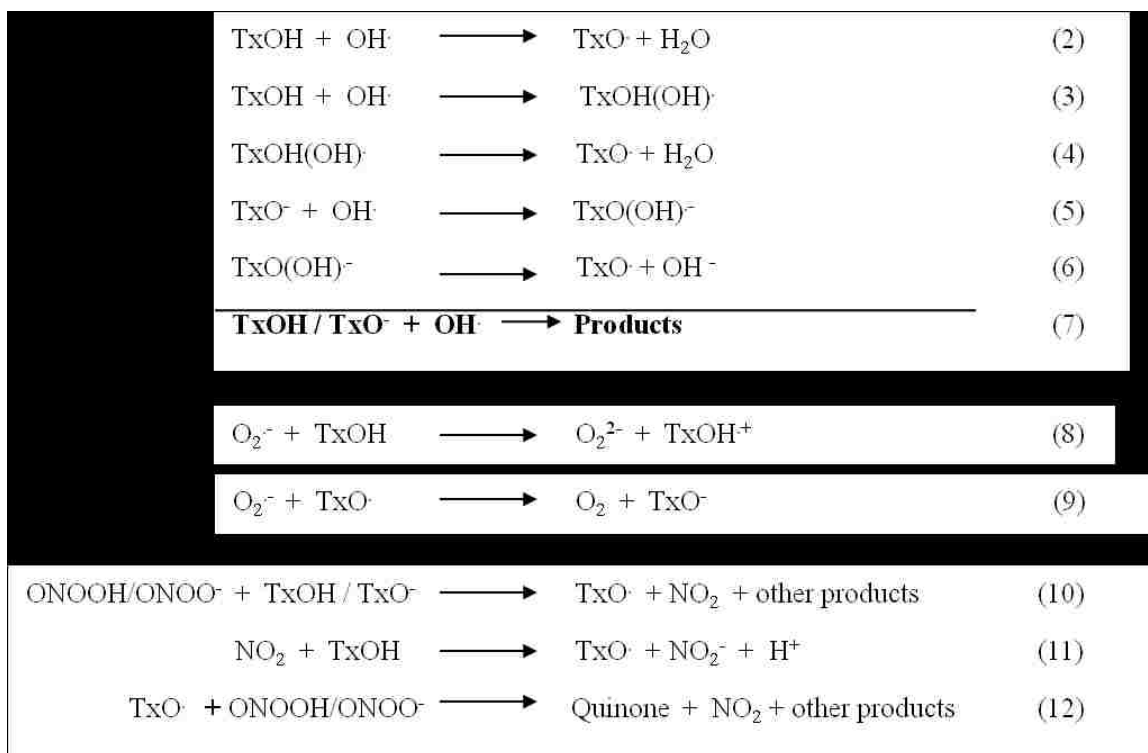 TxOH + OH· ⟶ TxO· + H₂O (2)
TxOH + OH· ⟶ TxOH(OH)· (3)
TxOH(OH)· ⟶ TxO· + H₂O (4)
TxO⁻ + OH· ⟶ TxO(OH)·⁻ (5)
TxO(OH)·⁻ ⟶ TxO· + OH⁻ (6)
TxOH / TxO⁻ + OH· ⟶ Products (7)
O₂·⁻ + TxOH ⟶ O₂²⁻ + TxOH·⁺ (8)
O₂·⁻ + TxO· ⟶ O₂ + TxO⁻ (9)
ONOOH/ONOO⁻ + TxOH / TxO⁻ ⟶ TxO· + NO₂ + other products (10)
NO₂ + TxOH ⟶ TxO· + NO₂⁻ + H⁺ (11)
TxO· + ONOOH/ONOO⁻ ⟶ Quinone + NO₂ + other products (12)